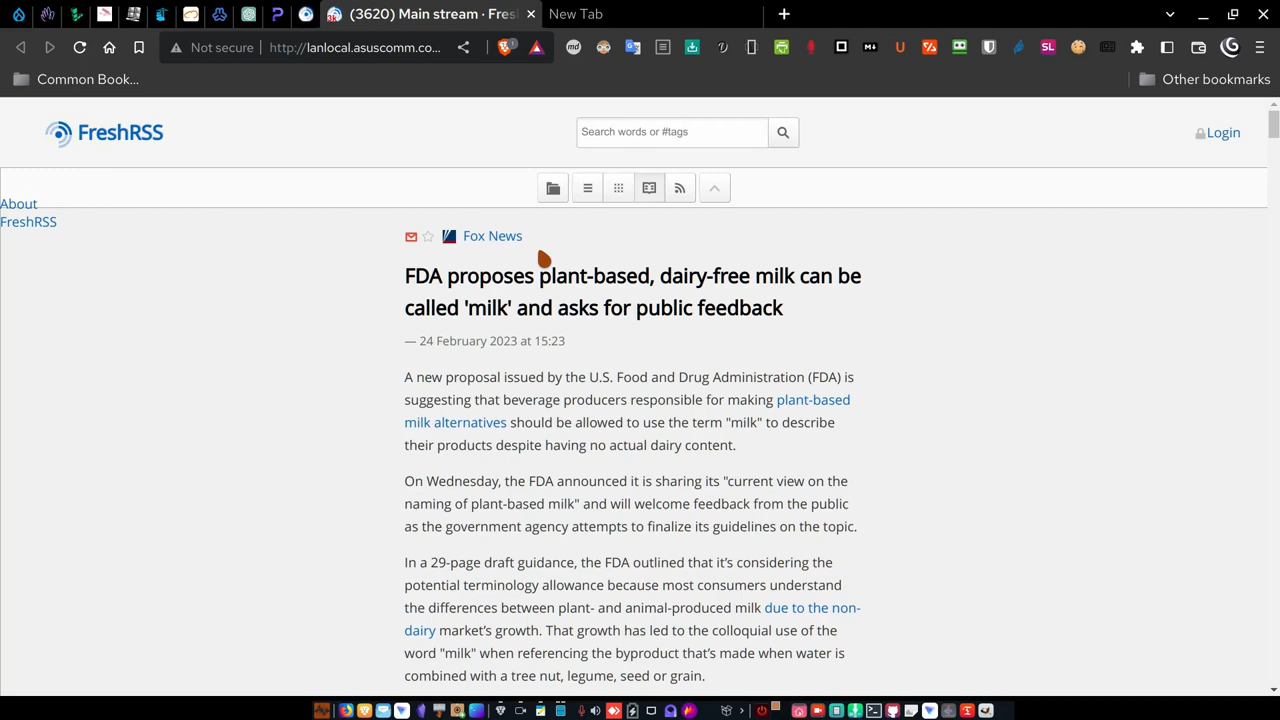 (3620) Main stream · Fres
New Tab
Not secure
http://lanlocal.asuscomm.co...
Common Book...
Other bookmarks
FreshRSS
Search words or #tags
Login
About
FreshRSS
Fox News
FDA proposes plant-based, dairy-free milk can be
called 'milk' and asks for public feedback
— 24 February 2023 at 15:23
A new proposal issued by the U.S. Food and Drug Administration (FDA) is
suggesting that beverage producers responsible for making plant-based
milk alternatives should be allowed to use the term "milk" to describe
their products despite having no actual dairy content.
On Wednesday, the FDA announced it is sharing its "current view on the
naming of plant-based milk" and will welcome feedback from the public
as the government agency attempts to finalize its guidelines on the topic.
In a 29-page draft guidance, the FDA outlined that it’s considering the
potential terminology allowance because most consumers understand
the differences between plant- and animal-produced milk due to the non-
dairy market’s growth. That growth has led to the colloquial use of the
word "milk" when referencing the byproduct that’s made when water is
combined with a tree nut, legume, seed or grain.